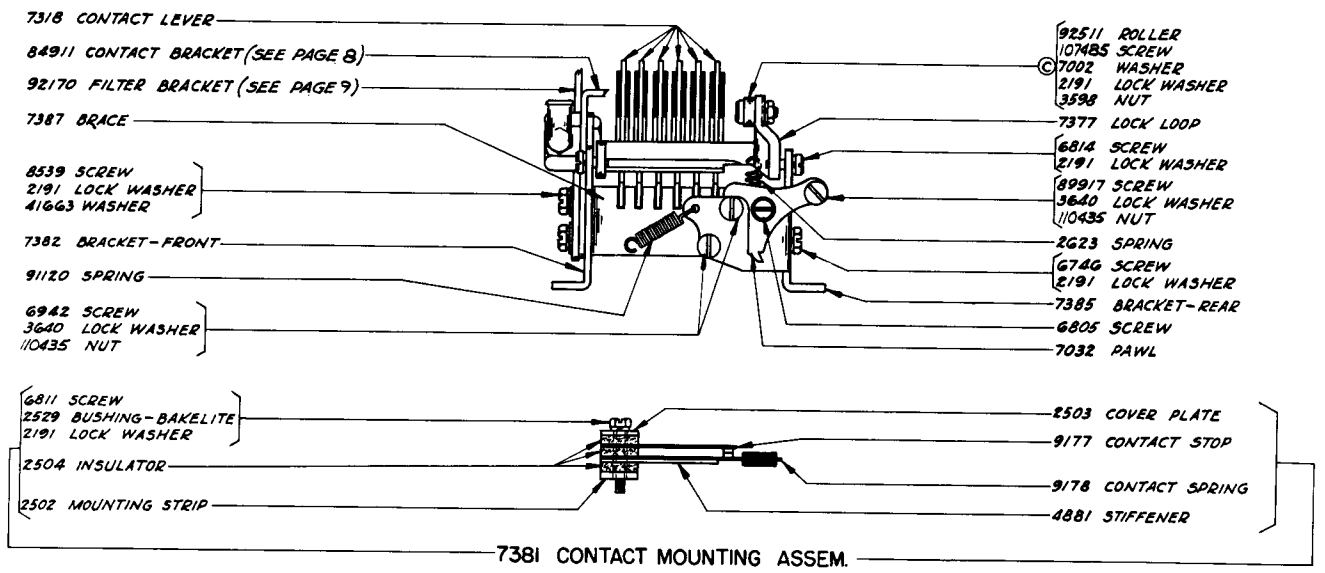 7318 CONTACT LEVER
84911 CONTACT BRACKET (SEE PAGE 8)
92170 FILTER BRACKET (SEE PAGE 9)
7387 BRACE
8539 SCREW
2191 LOCK WASHER
41663 WASHER
7382 BRACKET-FRONT
91120 SPRING
6942 SCREW
3640 LOCK WASHER
110435 NUT
92511 ROLLER
107485 SCREW
© 7002 WASHER
2191 LOCK WASHER
3598 NUT
7377 LOCK LOOP
6814 SCREW
2191 LOCK WASHER
89917 SCREW
3640 LOCK WASHER
110435 NUT
2623 SPRING
6746 SCREW
2191 LOCK WASHER
7385 BRACKET-REAR
6805 SCREW
7032 PAWL
6811 SCREW
2529 BUSHING-BAKELITE
2191 LOCK WASHER
2504 INSULATOR
2502 MOUNTING STRIP
2503 COVER PLATE
9177 CONTACT STOP
9178 CONTACT SPRING
4881 STIFFENER
7381 CONTACT MOUNTING ASSEM.